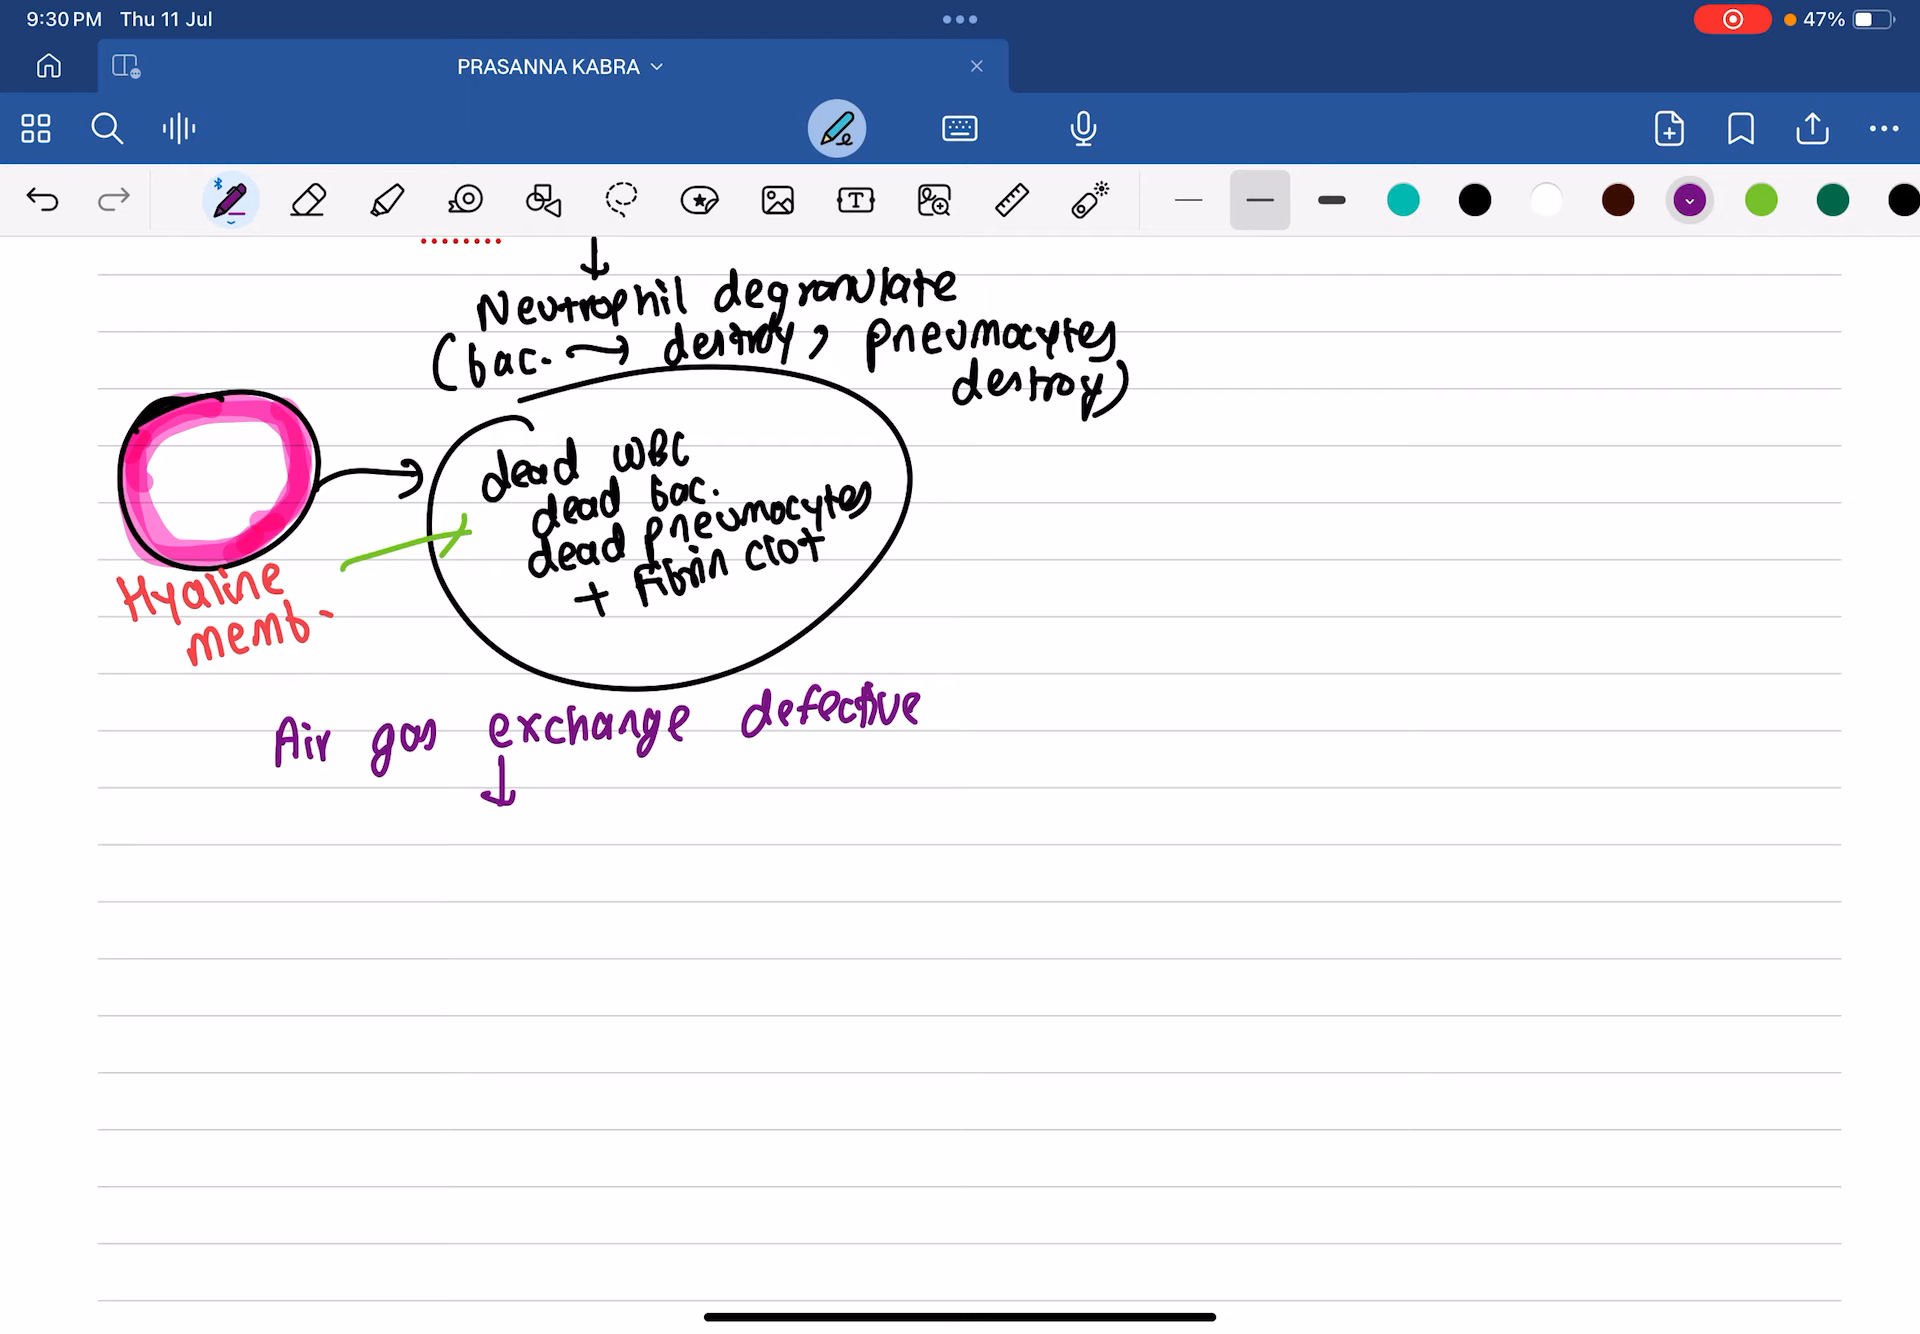 9:30 PM Thu 11 Jul
47%
PRASANNA KABRA
Neutrophil degranulate
(bac. → destroy, pneumocytes
destroy)
dead WBC
dead bac.
dead pneumocytes
+ Fibrin clot
Hyaline
memb.
Air gas exchange defective
↓